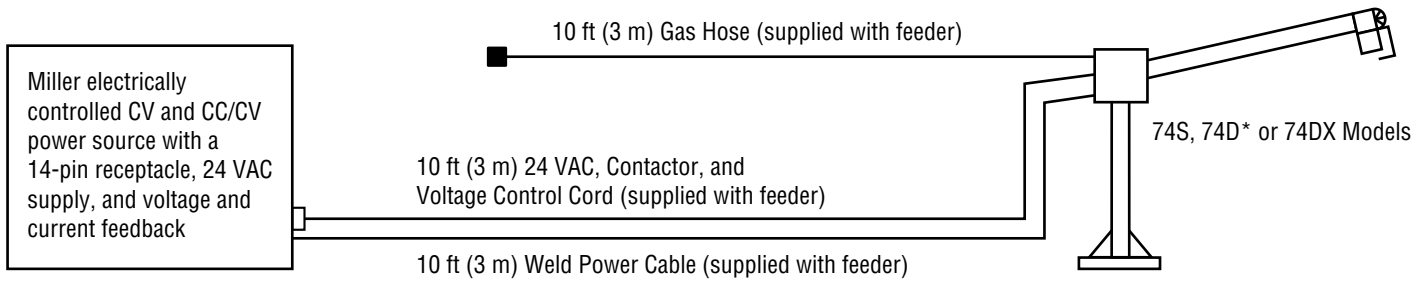 10 ft (3 m) Gas Hose (supplied with feeder)
Miller electrically
controlled CV and CC/CV
power source with a
14-pin receptacle, 24 VAC
supply, and voltage and
current feedback
74S, 74D* or 74DX Models
10 ft (3 m) 24 VAC, Contactor, and
Voltage Control Cord (supplied with feeder)
10 ft (3 m) Weld Power Cable (supplied with feeder)